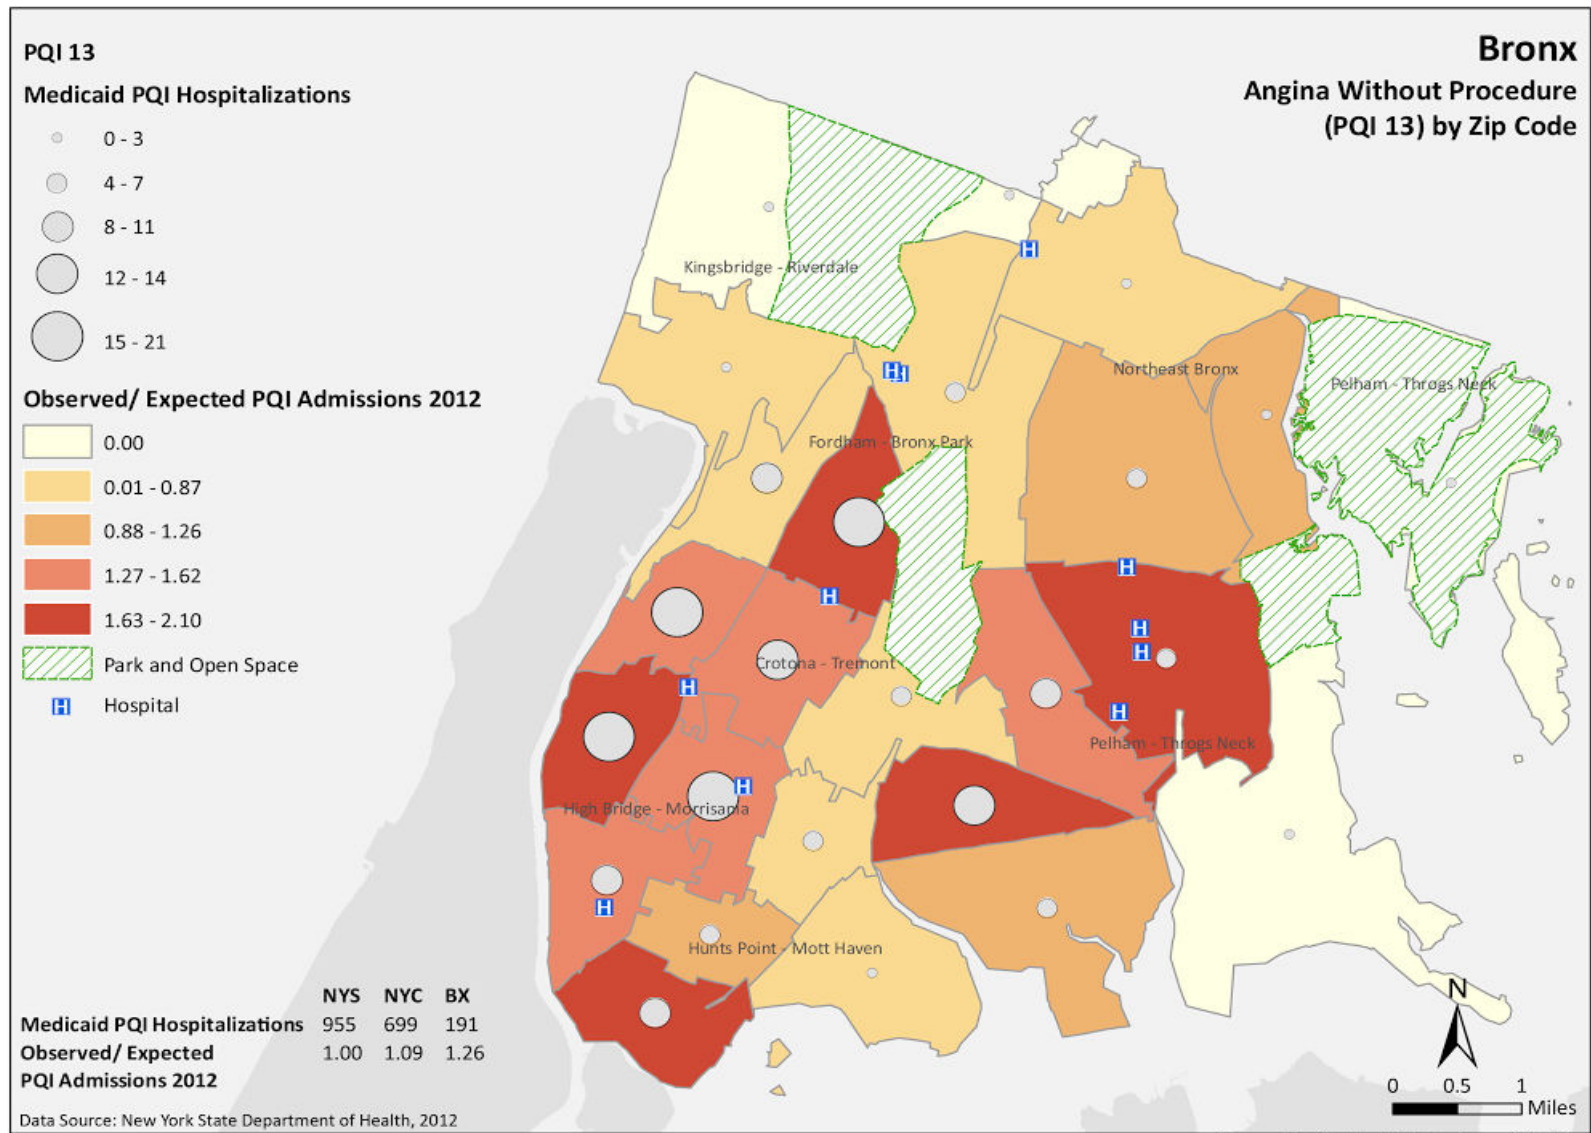 PQI 13
Medicaid PQI Hospitalizations
0 - 3
4 - 7
8 - 11
12 - 14
15 - 21
Observed/ Expected PQI Admissions 2012
0.00
0.01 - 0.87
0.88 - 1.26
1.27 - 1.62
1.63 - 2.10
Park and Open Space
H Hospital
Bronx
Angina Without Procedure
(PQI 13) by Zip Code
H
Kingsbridge - Riverdale
H H
Northeast Bronx
Pelham - Throgs Neck
Fordham - Bronx Park
H
H
H
H
Crotona - Tremont
H
H
Pelham - Throgs Neck
H
High Bridge - Morrisania
H
Hunts Point - Mott Haven
NYS NYC BX
Medicaid PQI Hospitalizations 955 699 191
Observed/ Expected 1.00 1.09 1.26
PQI Admissions 2012
Data Source: New York State Department of Health, 2012
N
0 0.5 1
Miles